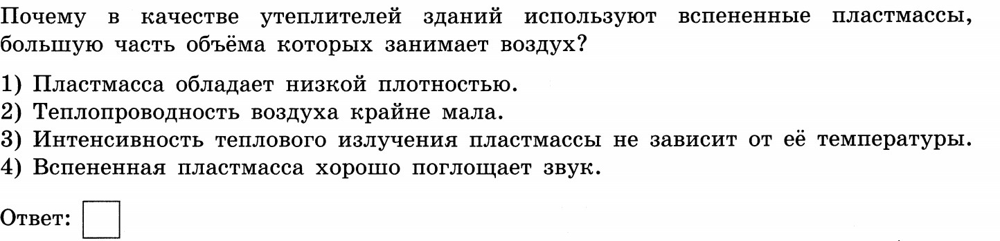 Почему в качестве утеплителей зданий используют вспененные пластмассы,
большую часть объёма которых занимает воздух?
1) Пластмасса обладает низкой плотностью.
2) Теплопроводность воздуха крайне мала.
3) Интенсивность теплового излучения пластмассы не зависит от её температуры.
4) Вспененная пластмасса хорошо поглощает звук.
Ответ: